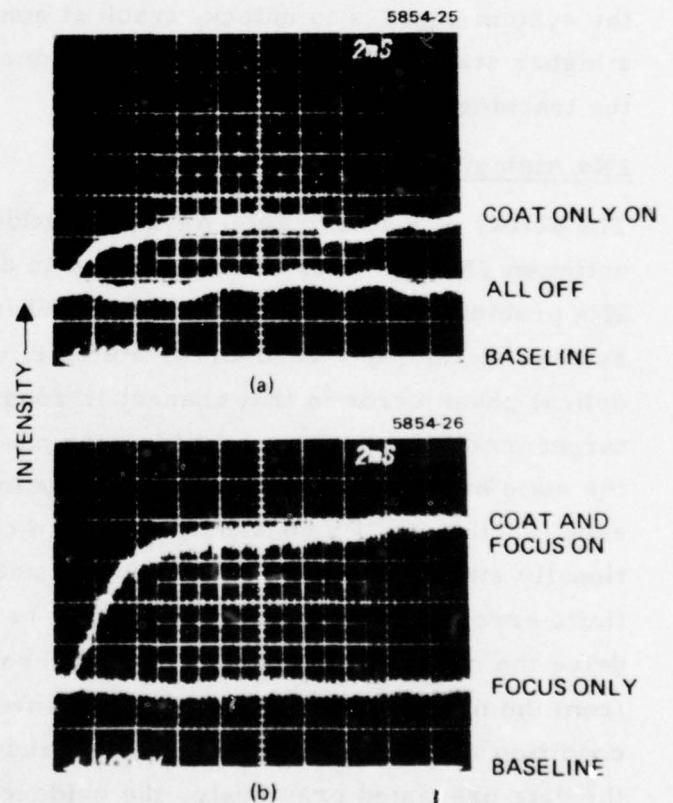 5854-25
2mS
COAT ONLY ON
ALL OFF
BASELINE
(a)
INTENSITY
5854-26
2mS
COAT AND
FOCUS ON
FOCUS ONLY
BASELINE
(b)